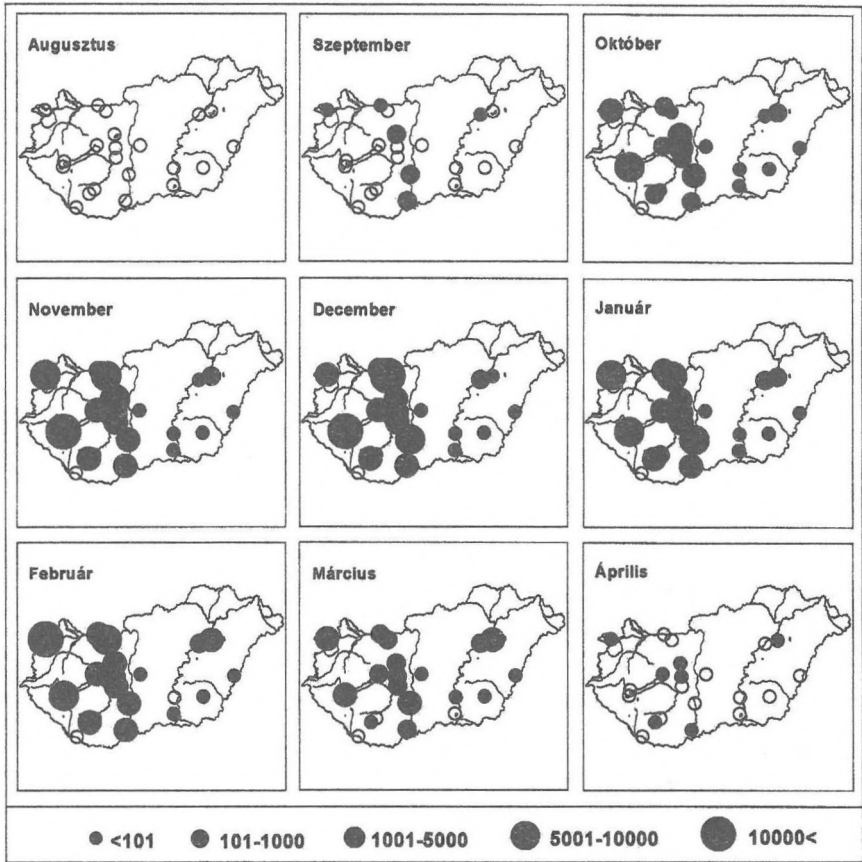 Augusztus
Szeptember
Október
November
December
Január
Február
Március
Április
<101
101-1000
1001-5000
5001-10000
10000<